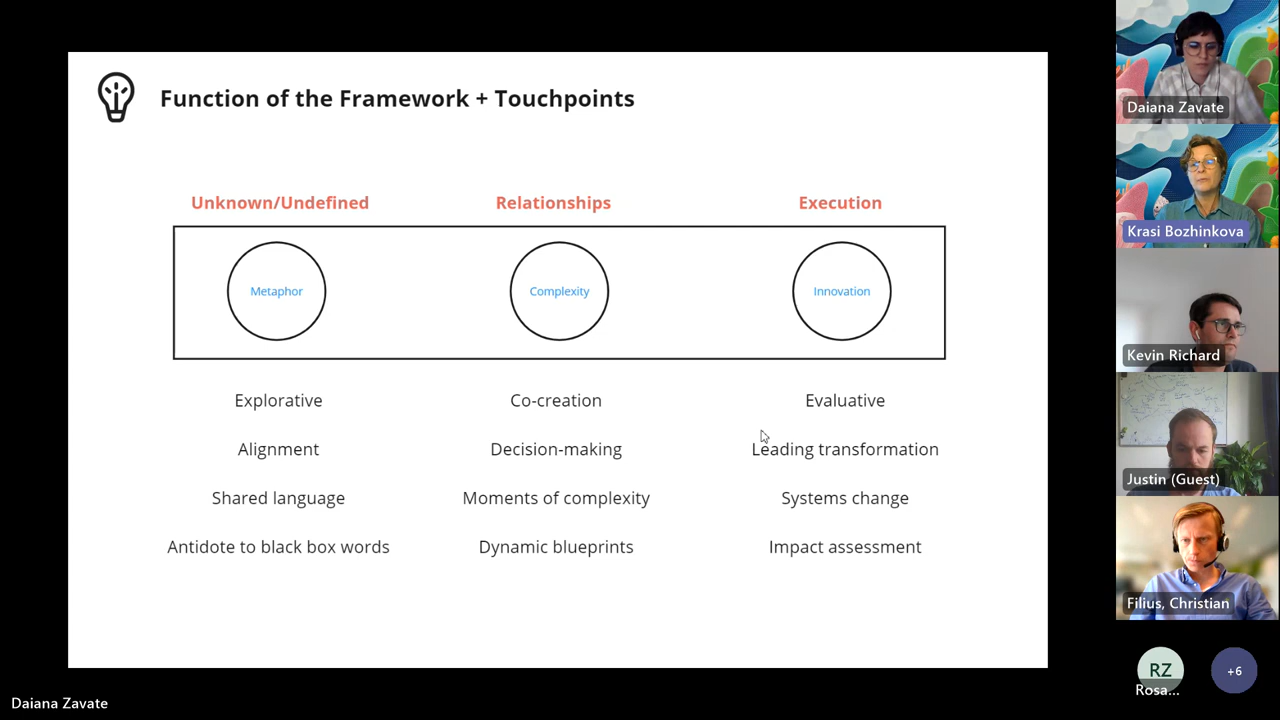 Function of the Framework + Touchpoints
Unknown/Undefined
Relationships
Execution
Metaphor
Complexity
Innovation
Explorative
Co-creation
Evaluative
Alignment
Decision-making
Leading transformation
Shared language
Moments of complexity
Systems change
Antidote to black box words
Dynamic blueprints
Impact assessment
Daiana Zavate
Krasi Bozhinkova
Kevin Richard
Justin (Guest)
Filius, Christian
RZ
Rosa...
+6
Daiana Zavate